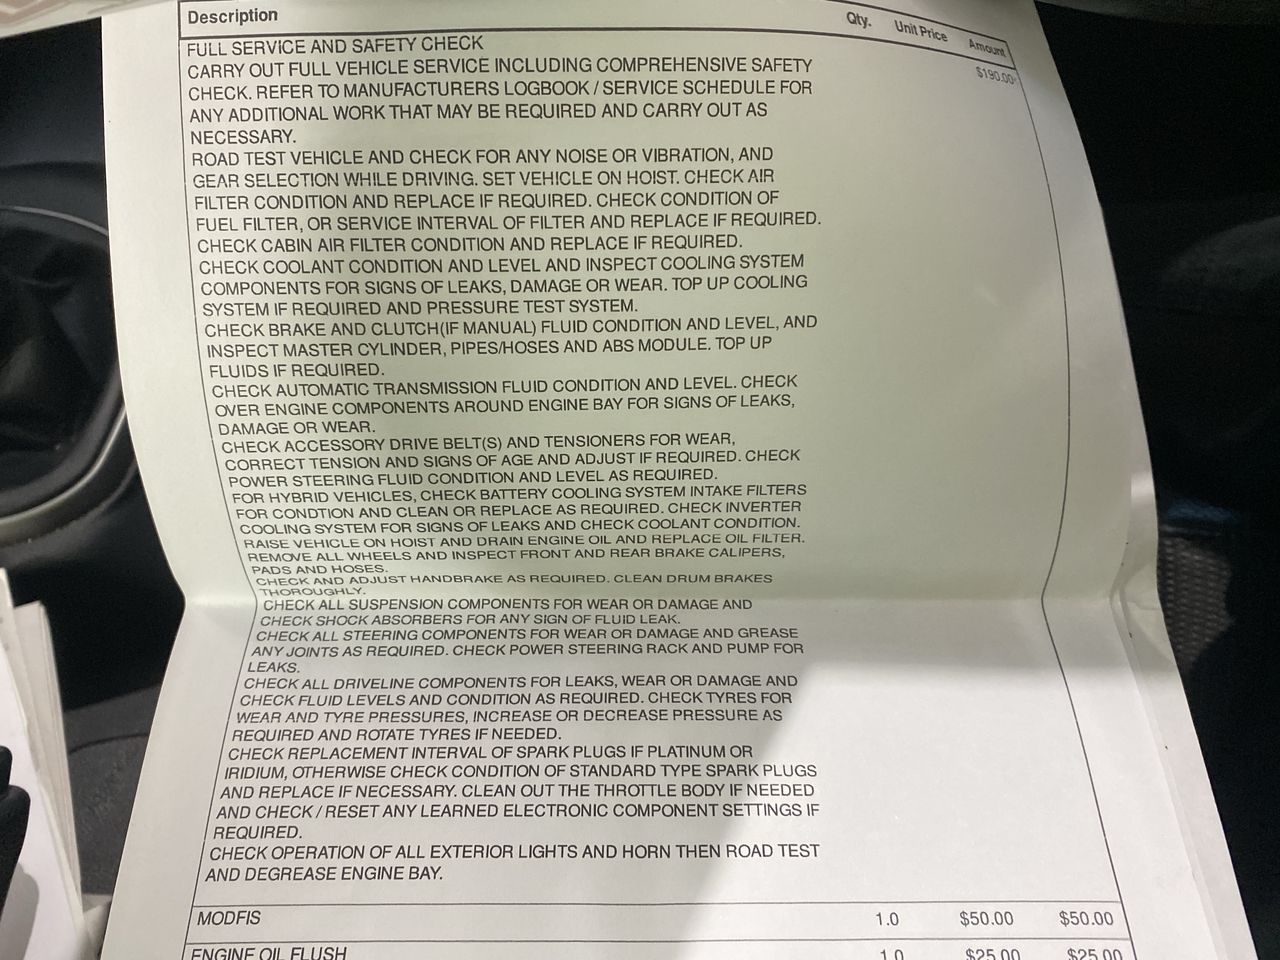 Description Qty. Unit Price Amount
FULL SERVICE AND SAFETY CHECK
CARRY OUT FULL VEHICLE SERVICE INCLUDING COMPREHENSIVE SAFETY $190.00
CHECK. REFER TO MANUFACTURERS LOGBOOK / SERVICE SCHEDULE FOR
ANY ADDITIONAL WORK THAT MAY BE REQUIRED AND CARRY OUT AS
NECESSARY.
ROAD TEST VEHICLE AND CHECK FOR ANY NOISE OR VIBRATION, AND
GEAR SELECTION WHILE DRIVING. SET VEHICLE ON HOIST. CHECK AIR
FILTER CONDITION AND REPLACE IF REQUIRED. CHECK CONDITION OF
FUEL FILTER, OR SERVICE INTERVAL OF FILTER AND REPLACE IF REQUIRED.
CHECK CABIN AIR FILTER CONDITION AND REPLACE IF REQUIRED.
CHECK COOLANT CONDITION AND LEVEL AND INSPECT COOLING SYSTEM
COMPONENTS FOR SIGNS OF LEAKS, DAMAGE OR WEAR. TOP UP COOLING
SYSTEM IF REQUIRED AND PRESSURE TEST SYSTEM.
CHECK BRAKE AND CLUTCH(IF MANUAL) FLUID CONDITION AND LEVEL, AND
INSPECT MASTER CYLINDER, PIPES/HOSES AND ABS MODULE. TOP UP
FLUIDS IF REQUIRED.
CHECK AUTOMATIC TRANSMISSION FLUID CONDITION AND LEVEL. CHECK
OVER ENGINE COMPONENTS AROUND ENGINE BAY FOR SIGNS OF LEAKS,
DAMAGE OR WEAR.
CHECK ACCESSORY DRIVE BELT(S) AND TENSIONERS FOR WEAR,
CORRECT TENSION AND SIGNS OF AGE AND ADJUST IF REQUIRED. CHECK
POWER STEERING FLUID CONDITION AND LEVEL AS REQUIRED.
FOR HYBRID VEHICLES, CHECK BATTERY COOLING SYSTEM INTAKE FILTERS
FOR CONDTION AND CLEAN OR REPLACE AS REQUIRED. CHECK INVERTER
COOLING SYSTEM FOR SIGNS OF LEAKS AND CHECK COOLANT CONDITION.
RAISE VEHICLE ON HOIST AND DRAIN ENGINE OIL AND REPLACE OIL FILTER.
REMOVE ALL WHEELS AND INSPECT FRONT AND REAR BRAKE CALIPERS,
PADS AND HOSES.
CHECK AND ADJUST HANDBRAKE AS REQUIRED. CLEAN DRUM BRAKES
THOROUGHLY.
CHECK ALL SUSPENSION COMPONENTS FOR WEAR OR DAMAGE AND
CHECK SHOCK ABSORBERS FOR ANY SIGN OF FLUID LEAK.
CHECK ALL STEERING COMPONENTS FOR WEAR OR DAMAGE AND GREASE
ANY JOINTS AS REQUIRED. CHECK POWER STEERING RACK AND PUMP FOR
LEAKS.
CHECK ALL DRIVELINE COMPONENTS FOR LEAKS, WEAR OR DAMAGE AND
CHECK FLUID LEVELS AND CONDITION AS REQUIRED. CHECK TYRES FOR
WEAR AND TYRE PRESSURES, INCREASE OR DECREASE PRESSURE AS
REQUIRED AND ROTATE TYRES IF NEEDED.
CHECK REPLACEMENT INTERVAL OF SPARK PLUGS IF PLATINUM OR
IRIDIUM, OTHERWISE CHECK CONDITION OF STANDARD TYPE SPARK PLUGS
AND REPLACE IF NECESSARY. CLEAN OUT THE THROTTLE BODY IF NEEDED
AND CHECK / RESET ANY LEARNED ELECTRONIC COMPONENT SETTINGS IF
REQUIRED.
CHECK OPERATION OF ALL EXTERIOR LIGHTS AND HORN THEN ROAD TEST
AND DEGREASE ENGINE BAY.
MODFIS 1.0 $50.00 $50.00
ENGINE OIL FLUSH 1.0 $25.00 $25.00